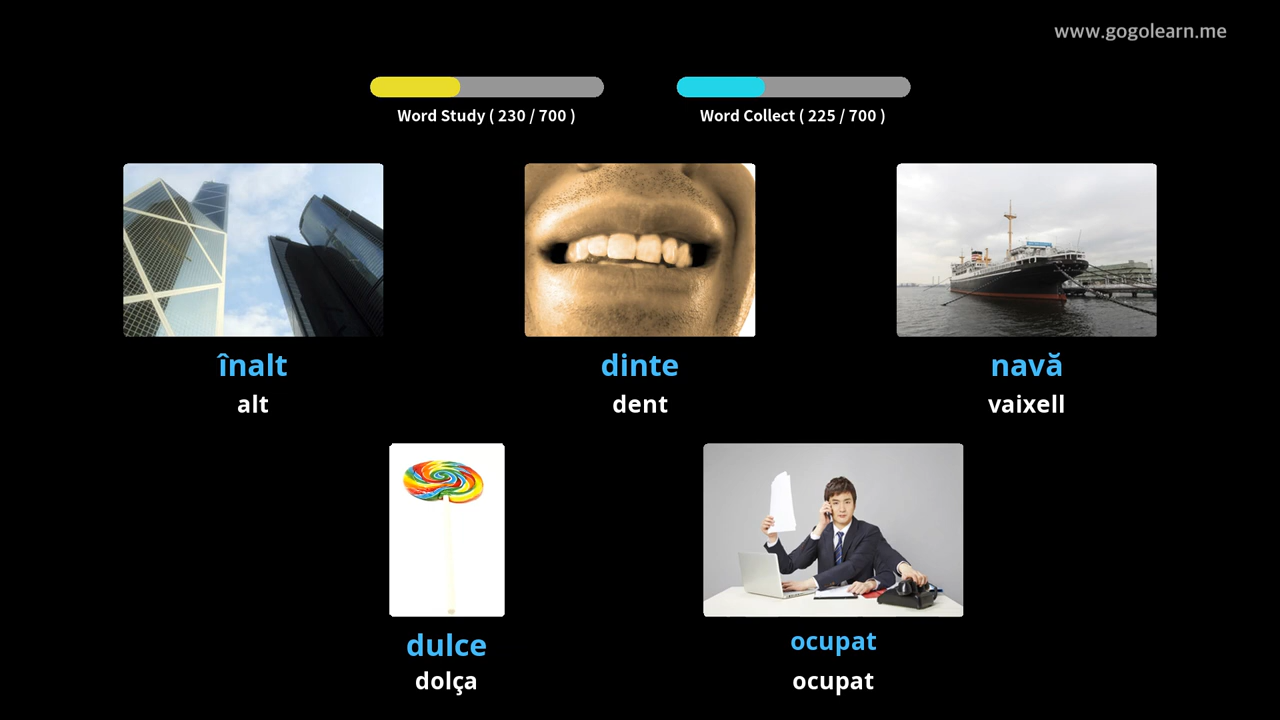 www.gogolearn.me
Word Study ( 230 / 700 )
Word Collect ( 225 / 700 )
înalt
alt
dinte
dent
navă
vaixell
dulce
dolça
ocupat
ocupat